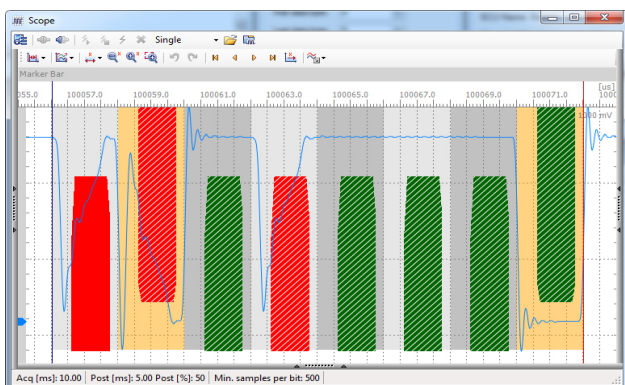 Scope
Single
Marker Bar
[us]
055.0 100057.0 100059.0 100061.0 100063.0 100065.0 100067.0 100069.0 100071.0 1000
1000 mV
Acq [ms]: 10.00 Post [ms]: 5.00 Post [%]: 50 Min. samples per bit: 500